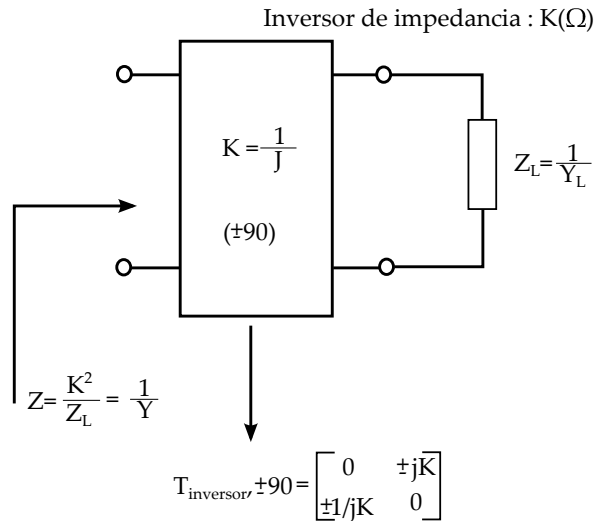 Inversor de impedancia : K(Ω)
K = 1/J
(±90)
Z_L = 1/Y_L
Z = K²/Z_L = 1/Y
T_inversor, ±90 = [0 ±jK
±1/jK 0]